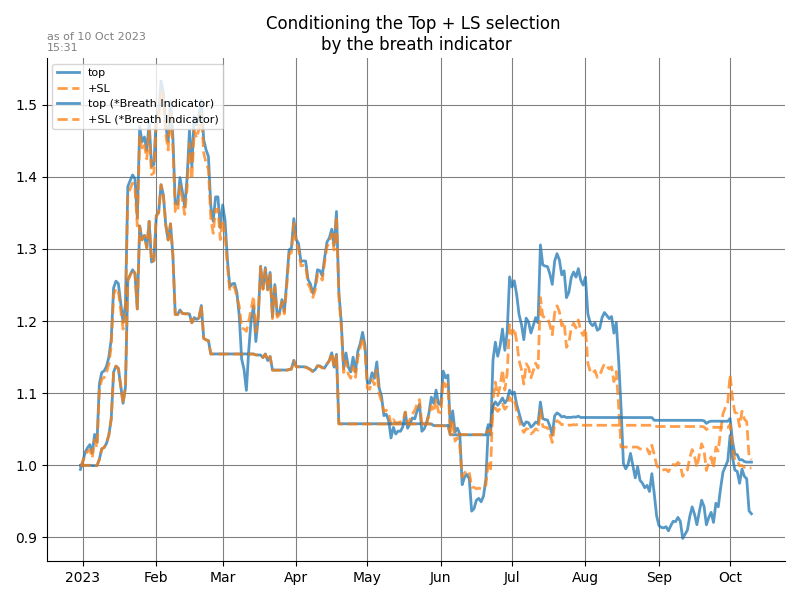 Conditioning the Top + LS selection
by the breath indicator
as of 10 Oct 2023
15:31
top
+SL
top (*Breath Indicator)
+SL (*Breath Indicator)
1.5
1.4
1.3
1.2
1.1
1.0
0.9
2023 Feb Mar Apr May Jun Jul Aug Sep Oct